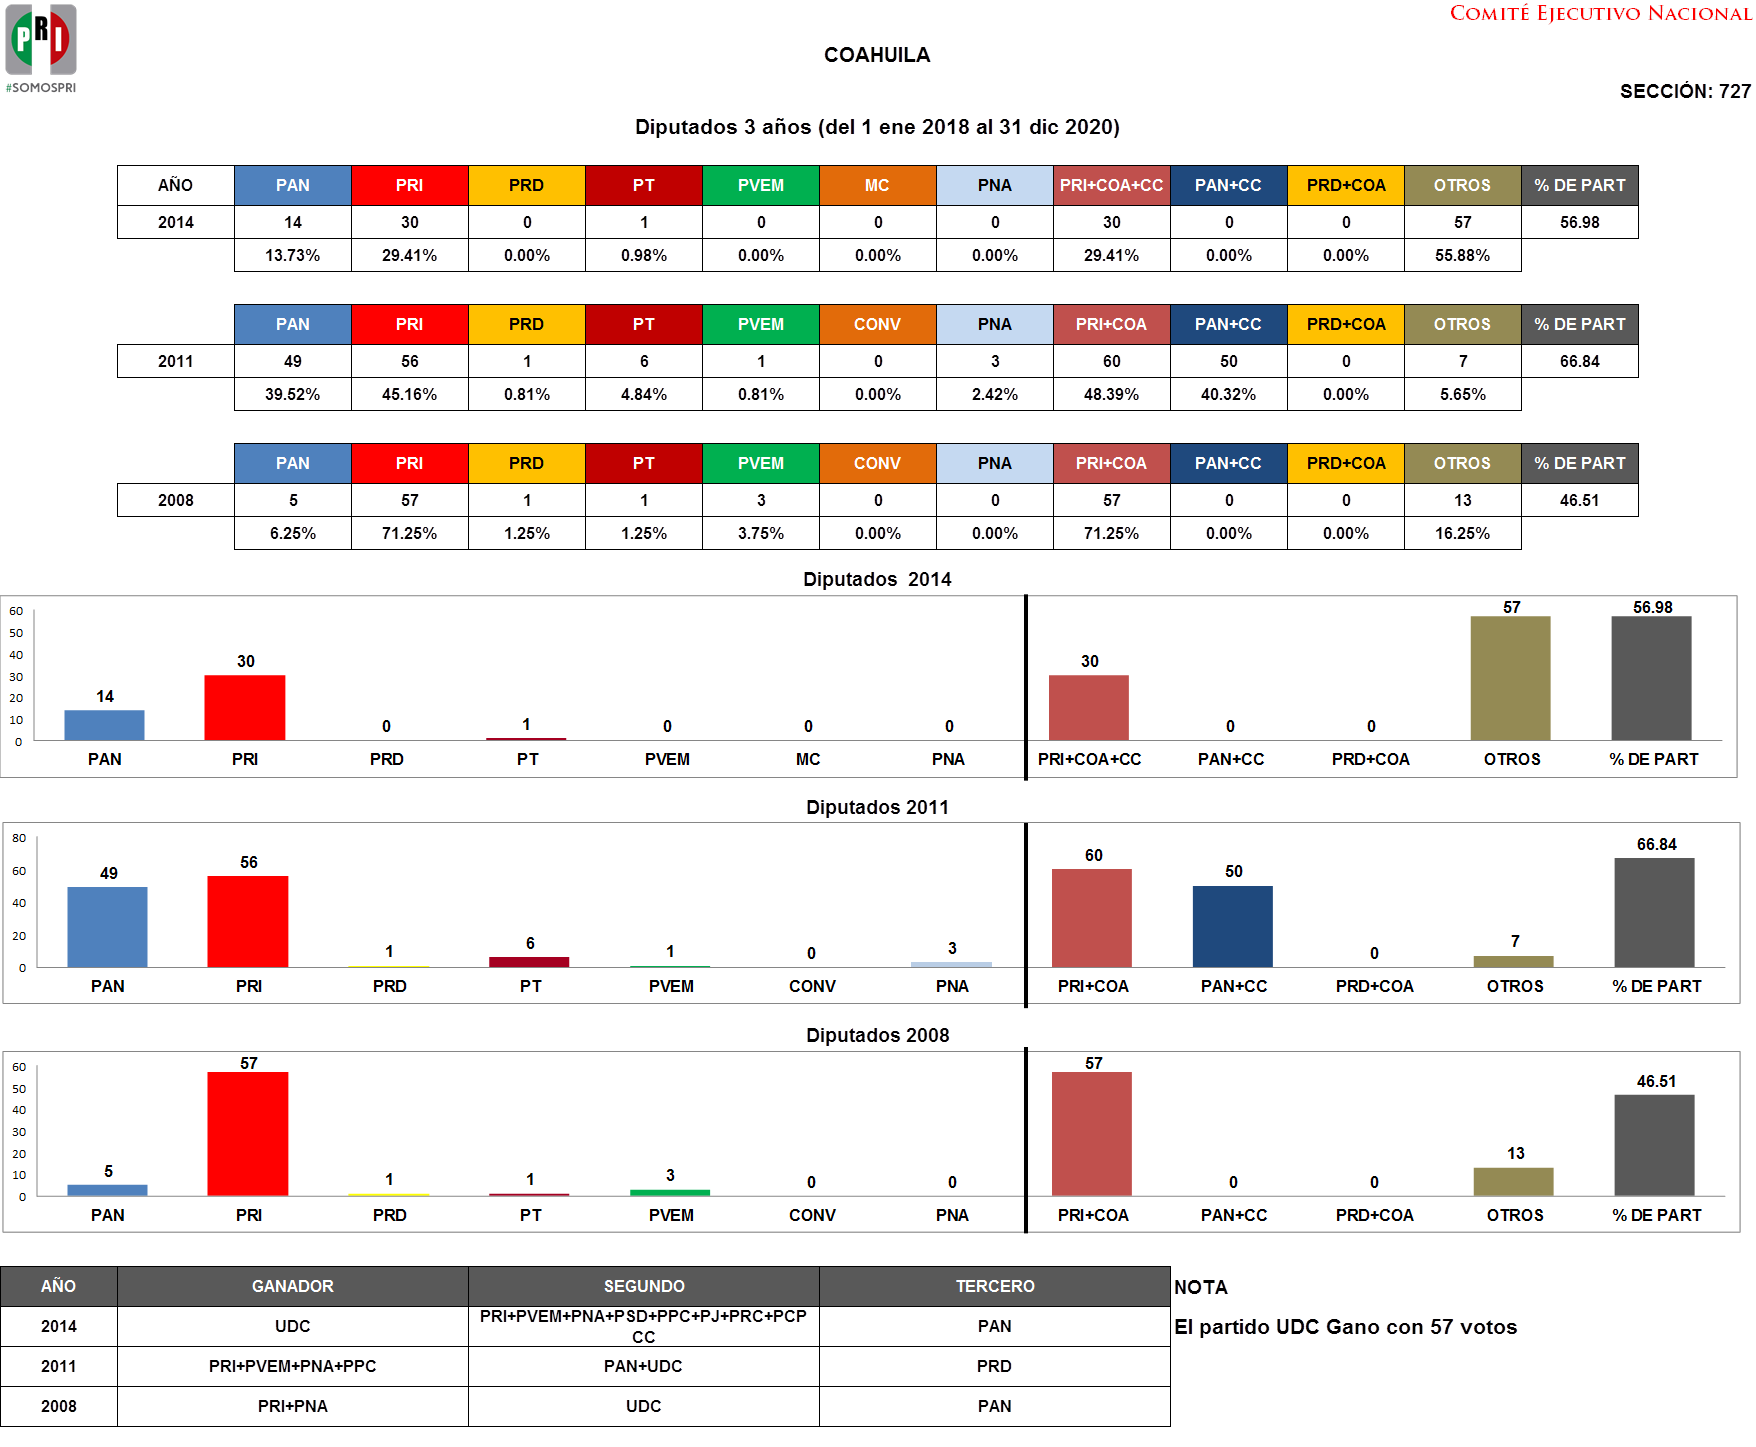 PRI
#SOMOSPRI
COMITÉ EJECUTIVO NACIONAL
COAHUILA
SECCIÓN: 727
Diputados 3 años (del 1 ene 2018 al 31 dic 2020)
AÑO PAN PRI PRD PT PVEM MC PNA PRI+COA+CC PAN+CC PRD+COA OTROS % DE PART
2014 14 30 0 1 0 0 0 30 0 0 57 56.98
13.73% 29.41% 0.00% 0.98% 0.00% 0.00% 0.00% 29.41% 0.00% 0.00% 55.88%
PAN PRI PRD PT PVEM CONV PNA PRI+COA PAN+CC PRD+COA OTROS % DE PART
2011 49 56 1 6 1 0 3 60 50 0 7 66.84
39.52% 45.16% 0.81% 4.84% 0.81% 0.00% 2.42% 48.39% 40.32% 0.00% 5.65%
PAN PRI PRD PT PVEM CONV PNA PRI+COA PAN+CC PRD+COA OTROS % DE PART
2008 5 57 1 1 3 0 0 57 0 0 13 46.51
6.25% 71.25% 1.25% 1.25% 3.75% 0.00% 0.00% 71.25% 0.00% 0.00% 16.25%
Diputados 2014
60
50
40
30
20
10
0
14 30 0 1 0 0 0 30 0 0 57 56.98
PAN PRI PRD PT PVEM MC PNA PRI+COA+CC PAN+CC PRD+COA OTROS % DE PART
Diputados 2011
80
60
40
20
0
49 56 1 6 1 0 3 60 50 0 7 66.84
PAN PRI PRD PT PVEM CONV PNA PRI+COA PAN+CC PRD+COA OTROS % DE PART
Diputados 2008
60
50
40
30
20
10
0
5 57 1 1 3 0 0 57 0 0 13 46.51
PAN PRI PRD PT PVEM CONV PNA PRI+COA PAN+CC PRD+COA OTROS % DE PART
AÑO GANADOR SEGUNDO TERCERO
2014 UDC PRI+PVEM+PNA+PSD+PPC+PJ+PRC+PCP
CC PAN
2011 PRI+PVEM+PNA+PPC PAN+UDC PRD
2008 PRI+PNA UDC PAN
NOTA
El partido UDC Gano con 57 votos